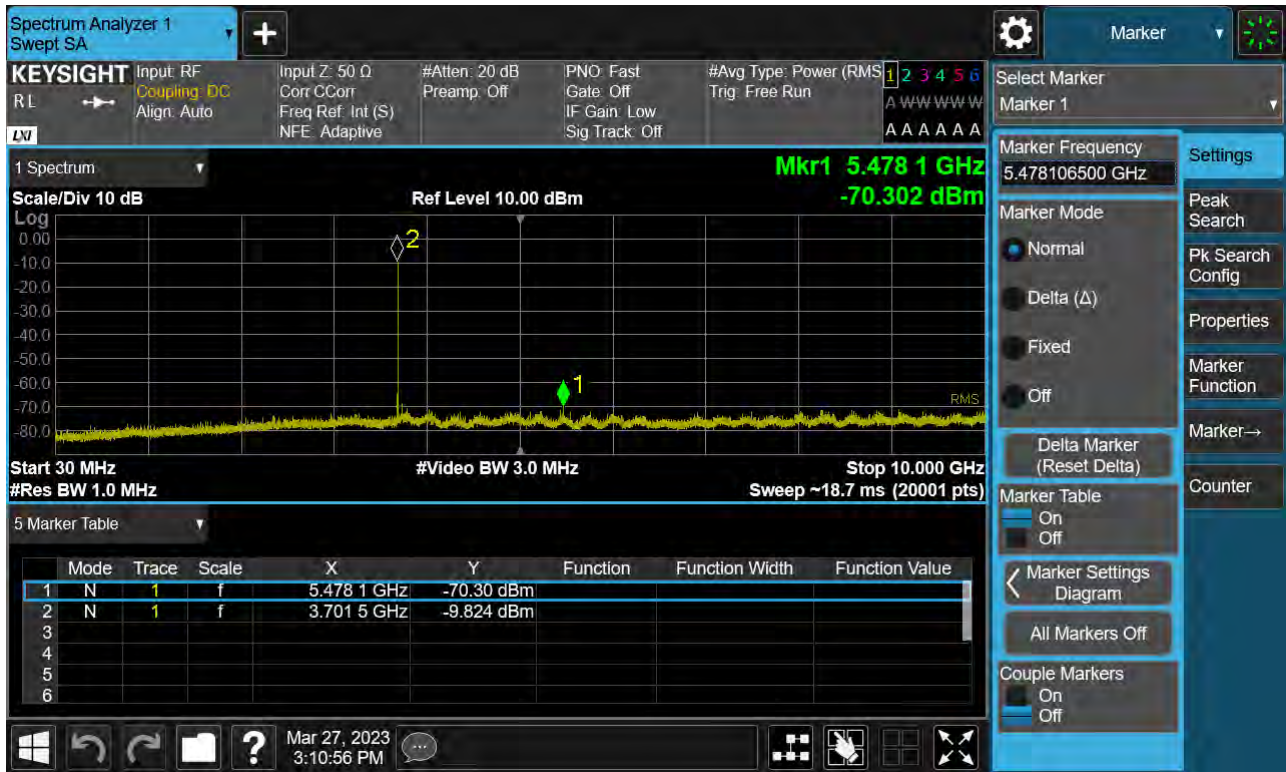 Spectrum Analyzer 1
Swept SA
+
Marker
KEYSIGHT
RL
LXI
Input: RF
Coupling: DC
Align: Auto
Input Z: 50 Ω
Corr CCorr
Freq Ref: Int (S)
NFE: Adaptive
#Atten: 20 dB
Preamp: Off
PNO: Fast
Gate: Off
IF Gain: Low
Sig Track: Off
#Avg Type: Power (RMS
Trig: Free Run
1 2 3 4 5 6
A W W W W W
A A A A A A
1 Spectrum
Mkr1 5.478 1 GHz
-70.302 dBm
Scale/Div 10 dB
Ref Level 10.00 dBm
Log
0.00
-10.0
-20.0
-30.0
-40.0
-50.0
-60.0
-70.0
-80.0
2
1
RMS
Start 30 MHz
#Video BW 3.0 MHz
Stop 10.000 GHz
#Res BW 1.0 MHz
Sweep ~18.7 ms (20001 pts)
5 Marker Table
Mode Trace Scale X Y Function Function Width Function Value
1 N 1 f 5.478 1 GHz -70.30 dBm
2 N 1 f 3.701 5 GHz -9.824 dBm
3
4
5
6
Select Marker
Marker 1
Marker Frequency
5.478106500 GHz
Marker Mode
Normal
Delta (Δ)
Fixed
Off
Delta Marker
(Reset Delta)
Marker Table
On
Off
Marker Settings
Diagram
All Markers Off
Couple Markers
On
Off
Settings
Peak
Search
Pk Search
Config
Properties
Marker
Function
Marker→
Counter
?
Mar 27, 2023
3:10:56 PM